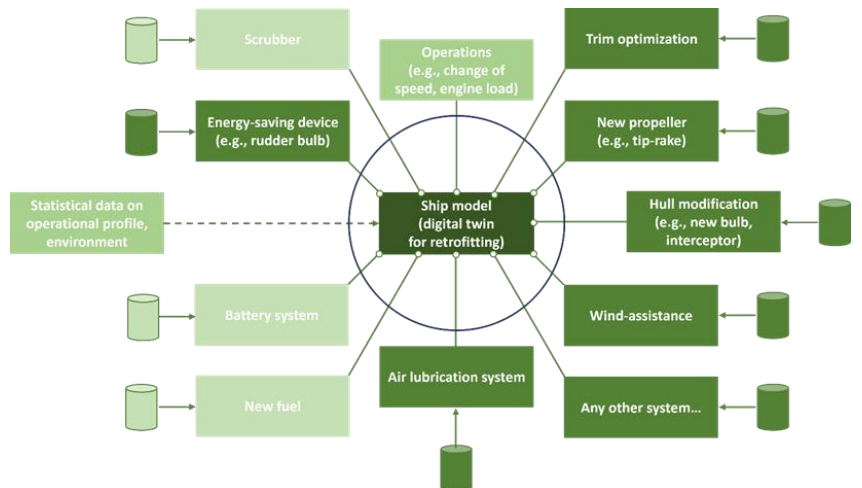 Scrubber
Operations
(e.g., change of
speed, engine load)
Trim optimization
Energy-saving device
(e.g., rudder bulb)
New propeller
(e.g., tip-rake)
Statistical data on
operational profile,
environment
Ship model
(digital twin
for retrofitting)
Hull modification
(e.g., new bulb,
interceptor)
Battery system
Wind-assistance
Air lubrication system
New fuel
Any other system…